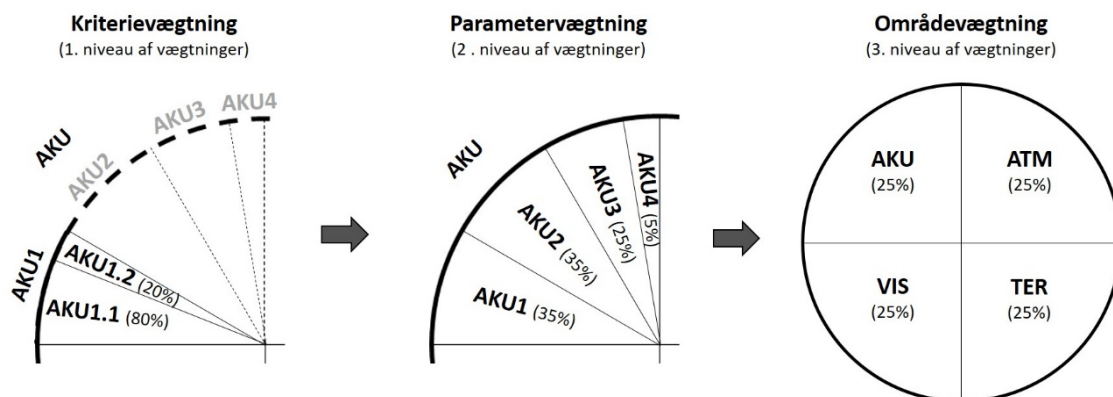 Kriterievægtning
(1. niveau af vægtninger)
AKU
AKU1
AKU2
AKU3
AKU4
AKU1.2 (20%)
AKU1.1 (80%)
Parametervægtning
(2 . niveau af vægtninger)
AKU
AKU1 (35%)
AKU2 (35%)
AKU3 (25%)
AKU4 (5%)
Områdevægtning
(3. niveau af vægtninger)
AKU
(25%)
ATM
(25%)
VIS
(25%)
TER
(25%)